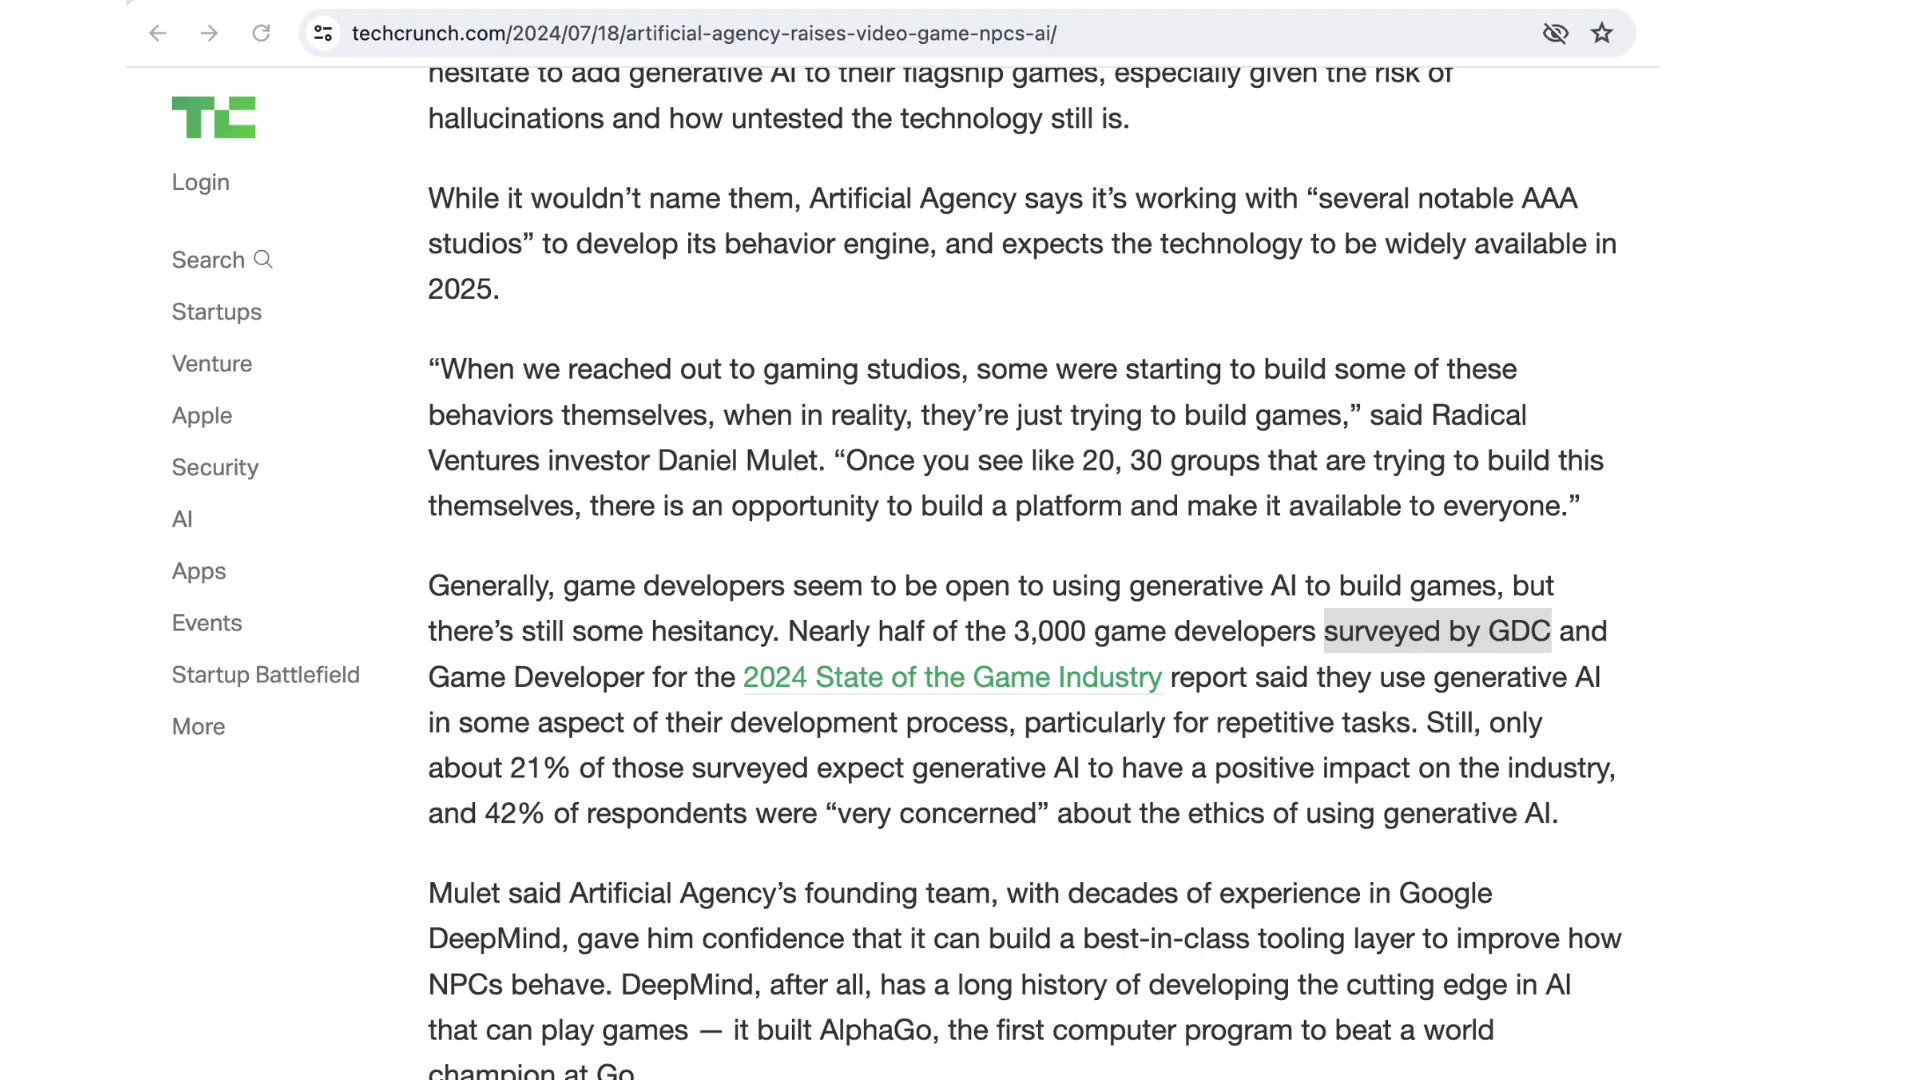 techcrunch.com/2024/07/18/artificial-agency-raises-video-game-npcs-ai/
TC
Login
Search
Startups
Venture
Apple
Security
AI
Apps
Events
Startup Battlefield
More
hesitate to add generative AI to their flagship games, especially given the risk of
hallucinations and how untested the technology still is.
While it wouldn’t name them, Artificial Agency says it’s working with “several notable AAA
studios” to develop its behavior engine, and expects the technology to be widely available in
2025.
“When we reached out to gaming studios, some were starting to build some of these
behaviors themselves, when in reality, they’re just trying to build games,” said Radical
Ventures investor Daniel Mulet. “Once you see like 20, 30 groups that are trying to build this
themselves, there is an opportunity to build a platform and make it available to everyone.”
Generally, game developers seem to be open to using generative AI to build games, but
there’s still some hesitancy. Nearly half of the 3,000 game developers surveyed by GDC and
Game Developer for the 2024 State of the Game Industry report said they use generative AI
in some aspect of their development process, particularly for repetitive tasks. Still, only
about 21% of those surveyed expect generative AI to have a positive impact on the industry,
and 42% of respondents were “very concerned” about the ethics of using generative AI.
Mulet said Artificial Agency’s founding team, with decades of experience in Google
DeepMind, gave him confidence that it can build a best-in-class tooling layer to improve how
NPCs behave. DeepMind, after all, has a long history of developing the cutting edge in AI
that can play games — it built AlphaGo, the first computer program to beat a world
champion at Go.